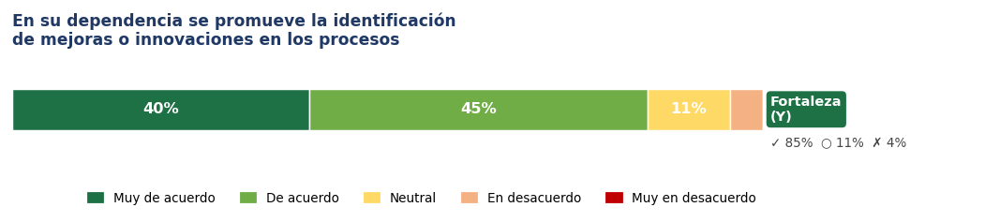 En su dependencia se promueve la identificación
de mejoras o innovaciones en los procesos
40% 45% 11%
Fortaleza
(Y)
✓ 85% ○ 11% ✗ 4%
Muy de acuerdo De acuerdo Neutral En desacuerdo Muy en desacuerdo